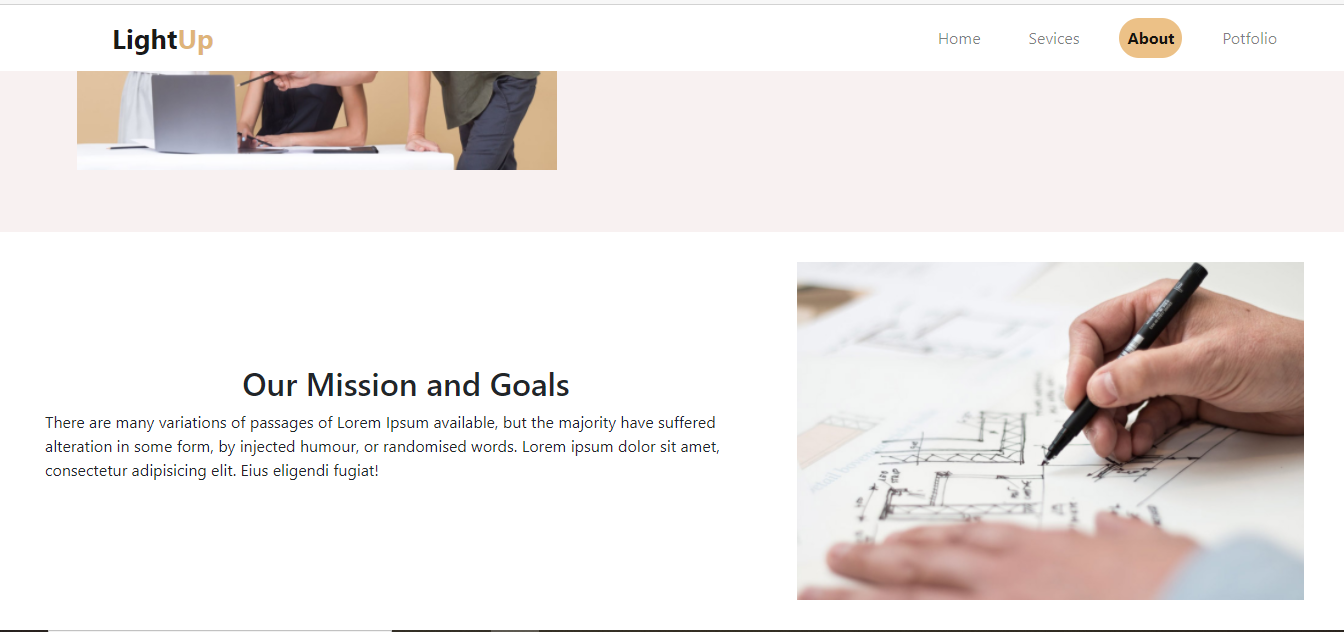 LightUp
Home Sevices About Potfolio
Our Mission and Goals
There are many variations of passages of Lorem Ipsum available, but the majority have suffered
alteration in some form, by injected humour, or randomised words. Lorem ipsum dolor sit amet,
consectetur adipisicing elit. Eius eligendi fugiat!